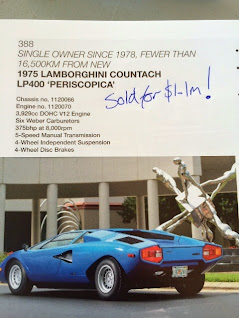 388
SINGLE OWNER SINCE 1978, FEWER THAN
16,500KM FROM NEW
1975 LAMBORGHINI COUNTACH
LP400 'PERISCOPICA'
Sold for $1.1m!
Chassis no. 1120066
Engine no. 1120070
3,929cc DOHC V12 Engine
Six Weber Carburetors
375bhp at 8,000rpm
5-Speed Manual Transmission
4-Wheel Independent Suspension
4-Wheel Disc Brakes